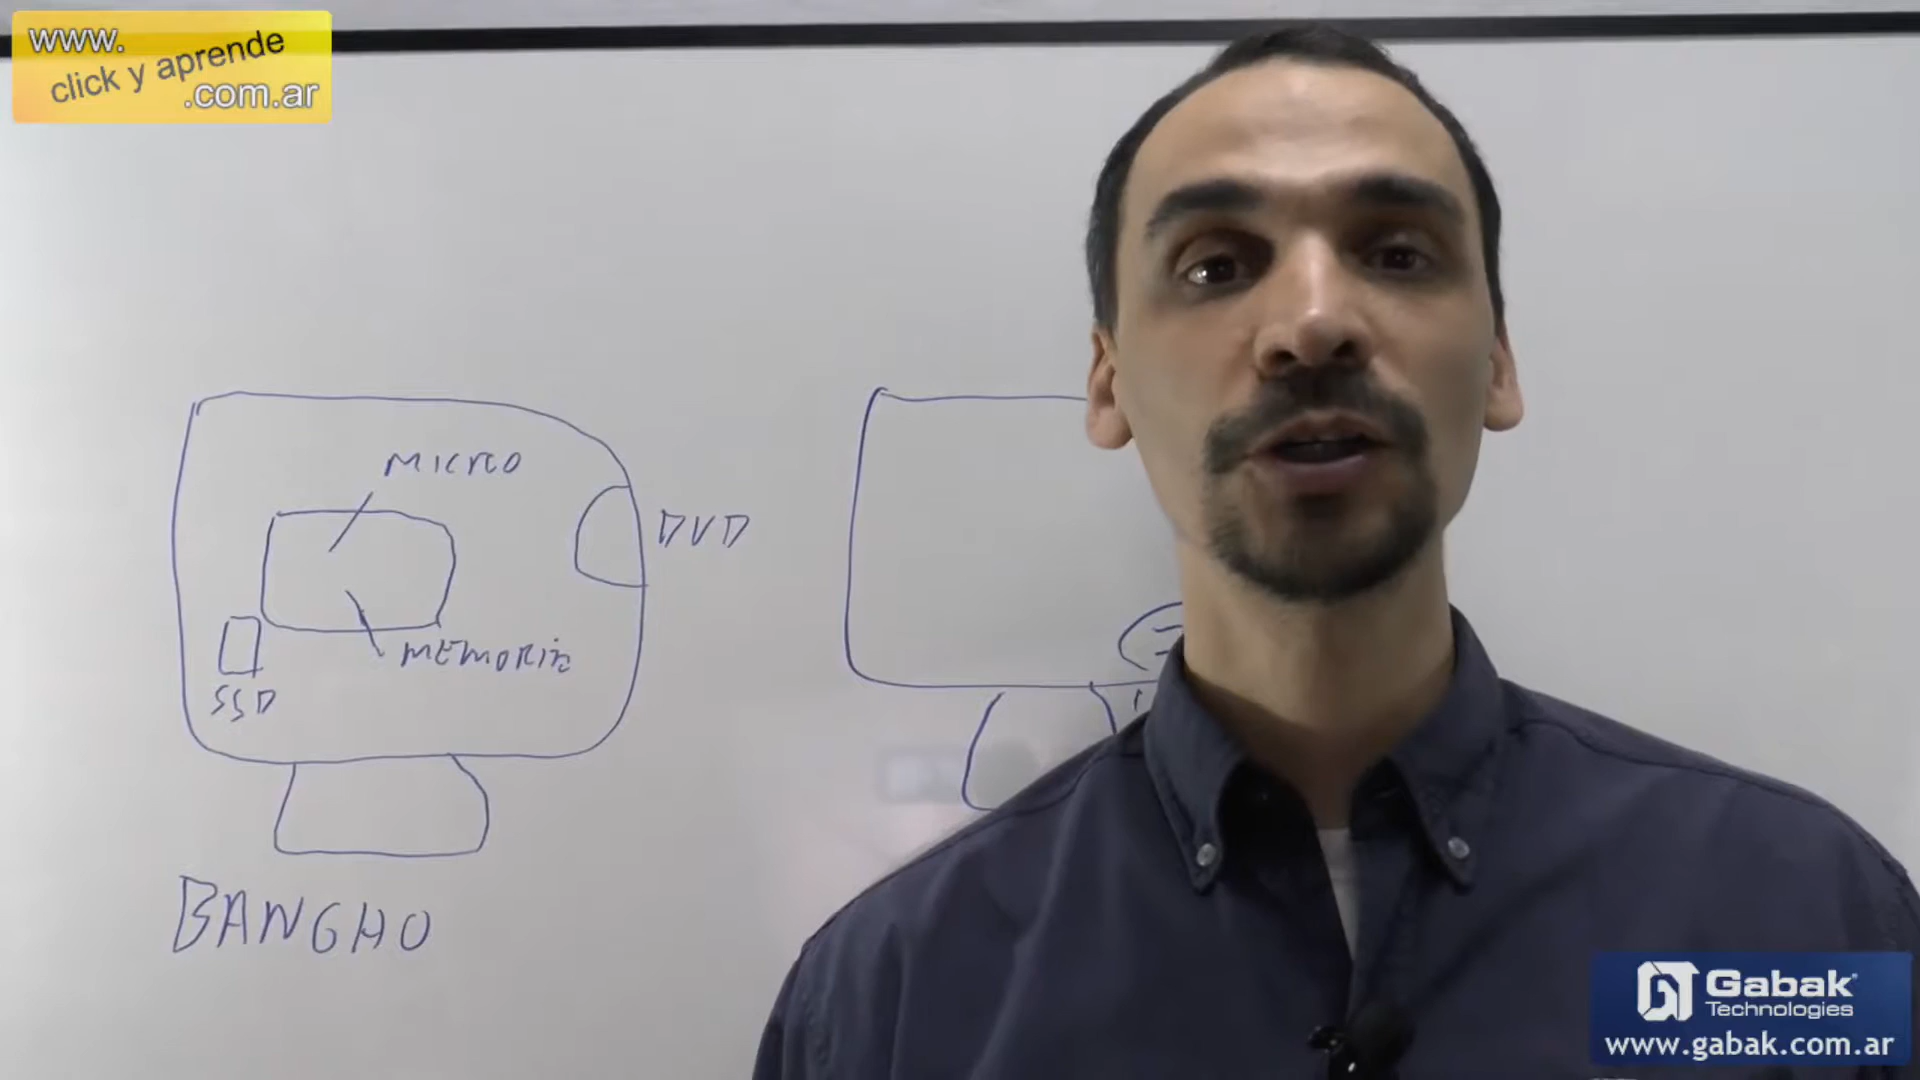 www.
click y aprende
.com.ar
MICRO
DVD
MEMORIA
SSD
BANGHO
Gabak
Technologies
www.gabak.com.ar